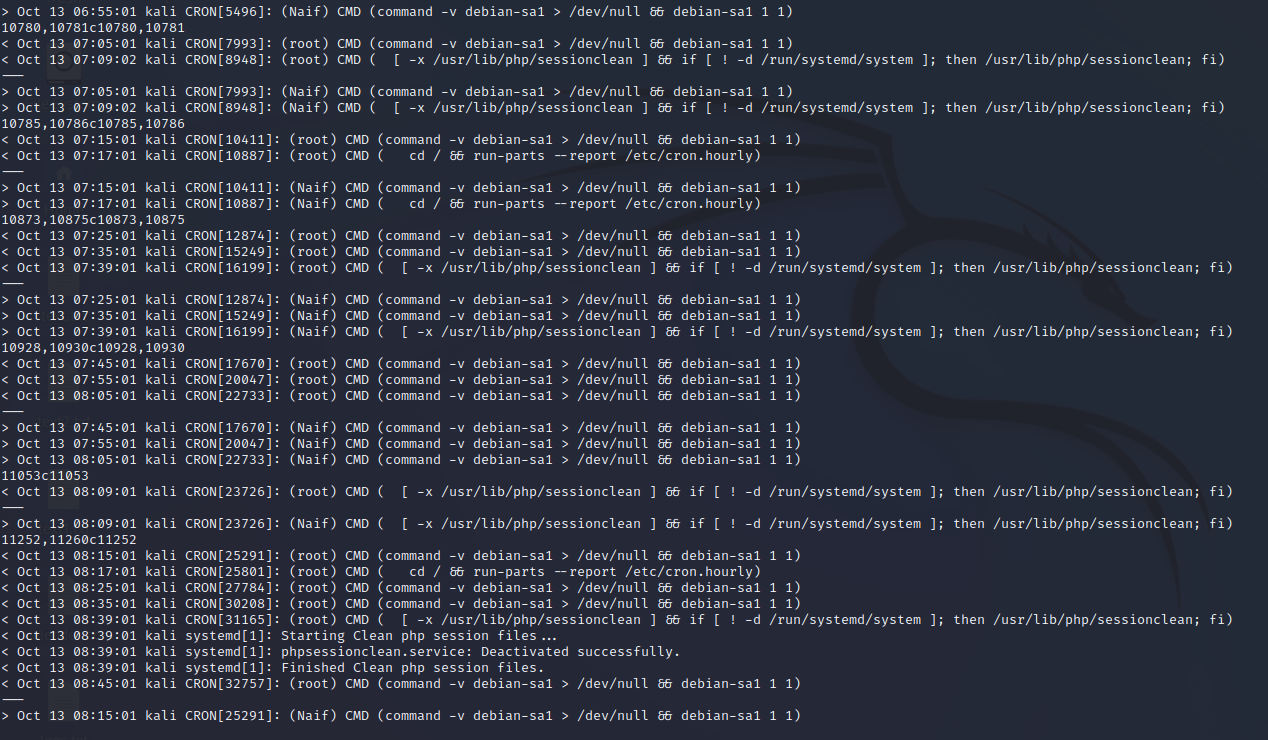 > Oct 13 06:55:01 kali CRON[5496]: (Naif) CMD (command -v debian-sa1 > /dev/null && debian-sa1 1 1)
10780,10781c10780,10781
< Oct 13 07:05:01 kali CRON[7993]: (root) CMD (command -v debian-sa1 > /dev/null && debian-sa1 1 1)
< Oct 13 07:09:02 kali CRON[8948]: (root) CMD (  [ -x /usr/lib/php/sessionclean ] && if [ ! -d /run/systemd/system ]; then /usr/lib/php/sessionclean; fi)
---
> Oct 13 07:05:01 kali CRON[7993]: (Naif) CMD (command -v debian-sa1 > /dev/null && debian-sa1 1 1)
> Oct 13 07:09:02 kali CRON[8948]: (Naif) CMD (  [ -x /usr/lib/php/sessionclean ] && if [ ! -d /run/systemd/system ]; then /usr/lib/php/sessionclean; fi)
10785,10786c10785,10786
< Oct 13 07:15:01 kali CRON[10411]: (root) CMD (command -v debian-sa1 > /dev/null && debian-sa1 1 1)
< Oct 13 07:17:01 kali CRON[10887]: (root) CMD (   cd / && run-parts --report /etc/cron.hourly)
---
> Oct 13 07:15:01 kali CRON[10411]: (Naif) CMD (command -v debian-sa1 > /dev/null && debian-sa1 1 1)
> Oct 13 07:17:01 kali CRON[10887]: (Naif) CMD (   cd / && run-parts --report /etc/cron.hourly)
10873,10875c10873,10875
< Oct 13 07:25:01 kali CRON[12874]: (root) CMD (command -v debian-sa1 > /dev/null && debian-sa1 1 1)
< Oct 13 07:35:01 kali CRON[15249]: (root) CMD (command -v debian-sa1 > /dev/null && debian-sa1 1 1)
< Oct 13 07:39:01 kali CRON[16199]: (root) CMD (  [ -x /usr/lib/php/sessionclean ] && if [ ! -d /run/systemd/system ]; then /usr/lib/php/sessionclean; fi)
---
> Oct 13 07:25:01 kali CRON[12874]: (Naif) CMD (command -v debian-sa1 > /dev/null && debian-sa1 1 1)
> Oct 13 07:35:01 kali CRON[15249]: (Naif) CMD (command -v debian-sa1 > /dev/null && debian-sa1 1 1)
> Oct 13 07:39:01 kali CRON[16199]: (Naif) CMD (  [ -x /usr/lib/php/sessionclean ] && if [ ! -d /run/systemd/system ]; then /usr/lib/php/sessionclean; fi)
10928,10930c10928,10930
< Oct 13 07:45:01 kali CRON[17670]: (root) CMD (command -v debian-sa1 > /dev/null && debian-sa1 1 1)
< Oct 13 07:55:01 kali CRON[20047]: (root) CMD (command -v debian-sa1 > /dev/null && debian-sa1 1 1)
< Oct 13 08:05:01 kali CRON[22733]: (root) CMD (command -v debian-sa1 > /dev/null && debian-sa1 1 1)
---
> Oct 13 07:45:01 kali CRON[17670]: (Naif) CMD (command -v debian-sa1 > /dev/null && debian-sa1 1 1)
> Oct 13 07:55:01 kali CRON[20047]: (Naif) CMD (command -v debian-sa1 > /dev/null && debian-sa1 1 1)
> Oct 13 08:05:01 kali CRON[22733]: (Naif) CMD (command -v debian-sa1 > /dev/null && debian-sa1 1 1)
11053c11053
< Oct 13 08:09:01 kali CRON[23726]: (root) CMD (  [ -x /usr/lib/php/sessionclean ] && if [ ! -d /run/systemd/system ]; then /usr/lib/php/sessionclean; fi)
---
> Oct 13 08:09:01 kali CRON[23726]: (Naif) CMD (  [ -x /usr/lib/php/sessionclean ] && if [ ! -d /run/systemd/system ]; then /usr/lib/php/sessionclean; fi)
11252,11260c11252
< Oct 13 08:15:01 kali CRON[25291]: (root) CMD (command -v debian-sa1 > /dev/null && debian-sa1 1 1)
< Oct 13 08:17:01 kali CRON[25801]: (root) CMD (   cd / && run-parts --report /etc/cron.hourly)
< Oct 13 08:25:01 kali CRON[27784]: (root) CMD (command -v debian-sa1 > /dev/null && debian-sa1 1 1)
< Oct 13 08:35:01 kali CRON[30208]: (root) CMD (command -v debian-sa1 > /dev/null && debian-sa1 1 1)
< Oct 13 08:39:01 kali CRON[31165]: (root) CMD (  [ -x /usr/lib/php/sessionclean ] && if [ ! -d /run/systemd/system ]; then /usr/lib/php/sessionclean; fi)
< Oct 13 08:39:01 kali systemd[1]: Starting Clean php session files...
< Oct 13 08:39:01 kali systemd[1]: phpsessionclean.service: Deactivated successfully.
< Oct 13 08:39:01 kali systemd[1]: Finished Clean php session files.
< Oct 13 08:45:01 kali CRON[32757]: (root) CMD (command -v debian-sa1 > /dev/null && debian-sa1 1 1)
---
> Oct 13 08:15:01 kali CRON[25291]: (Naif) CMD (command -v debian-sa1 > /dev/null && debian-sa1 1 1)